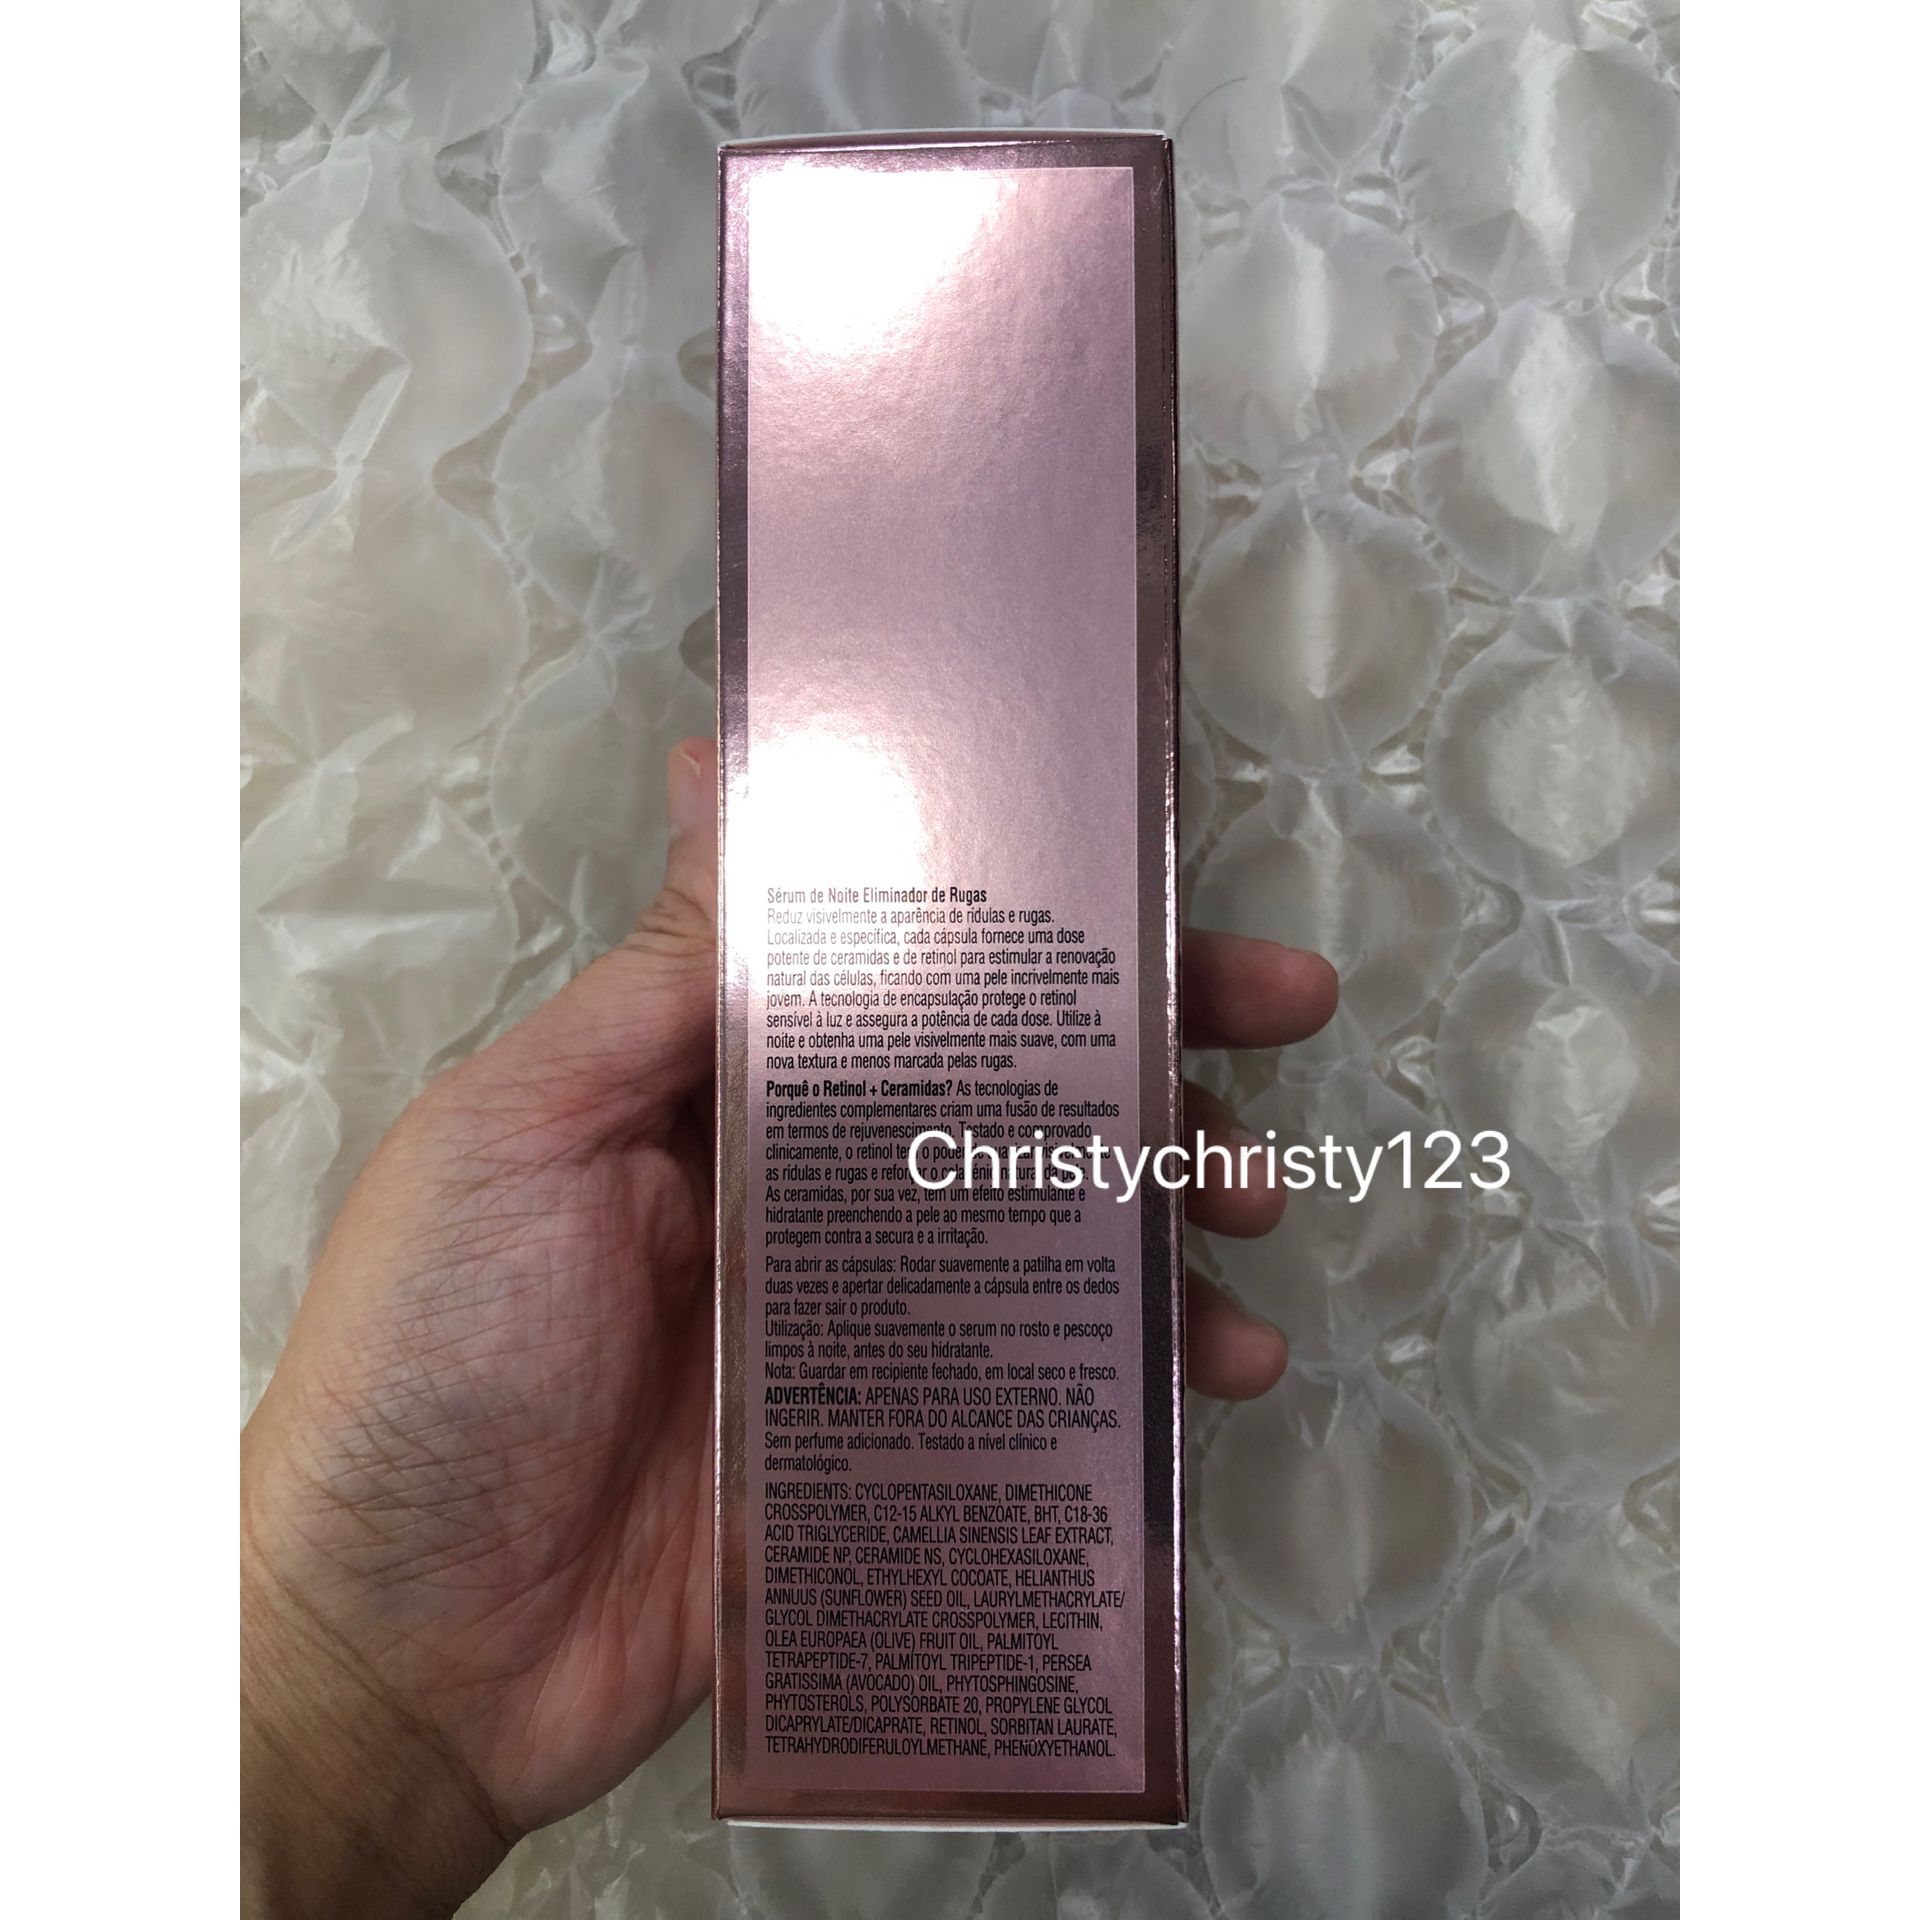 Sérum de Noite Eliminador de Rugas
Reduz visivelmente a aparência de rídulas e rugas.
Localizada e específica, cada cápsula fornece uma dose
potente de ceramidas e de retinol para estimular a renovação
natural das células, ficando com uma pele incrivelmente mais
jovem. A tecnologia de encapsulação protege o retinol
sensível à luz e assegura a potência de cada dose. Utilize à
noite e obtenha uma pele visivelmente mais suave, com uma
nova textura e menos marcada pelas rugas.
Porquê o Retinol + Ceramidas? As tecnologias de
ingredientes complementares criam uma fusão de resultados
em termos de rejuvenescimento. Testado e comprovado
clinicamente, o retinol tem o poder de
as rídulas e rugas e reforçar o colagénio natural da pele.
Christychristy123
As ceramidas, por sua vez, têm um efeito estimulante e
hidratante preenchendo a pele ao mesmo tempo que a
protegem contra a secura e a irritação.
Para abrir as cápsulas: Rodar suavemente a patilha em volta
duas vezes e apertar delicadamente a cápsula entre os dedos
para fazer sair o produto.
Utilização: Aplique suavemente o serum no rosto e pescoço
limpos à noite, antes do seu hidratante.
Nota: Guardar em recipiente fechado, em local seco e fresco.
ADVERTÊNCIA: APENAS PARA USO EXTERNO. NÃO
INGERIR. MANTER FORA DO ALCANCE DAS CRIANÇAS.
Sem perfume adicionado. Testado a nível clínico e
dermatológico.
INGREDIENTS: CYCLOPENTASILOXANE, DIMETHICONE
CROSSPOLYMER, C12-15 ALKYL BENZOATE, BHT, C18-36
ACID TRIGLYCERIDE, CAMELLIA SINENSIS LEAF EXTRACT,
CERAMIDE NP, CERAMIDE NS, CYCLOHEXASILOXANE,
DIMETHICONOL, ETHYLHEXYL COCOATE, HELIANTHUS
ANNUUS (SUNFLOWER) SEED OIL, LAURYLMETHACRYLATE/
GLYCOL DIMETHACRYLATE CROSSPOLYMER, LECITHIN,
OLEA EUROPAEA (OLIVE) FRUIT OIL, PALMITOYL
TETRAPEPTIDE-7, PALMITOYL TRIPEPTIDE-1, PERSEA
GRATISSIMA (AVOCADO) OIL, PHYTOSPHINGOSINE,
PHYTOSTEROLS, POLYSORBATE 20, PROPYLENE GLYCOL
DICAPRYLATE/DICAPRATE, RETINOL, SORBITAN LAURATE,
TETRAHYDRODIFERULOYLMETHANE, PHENOXYETHANOL.